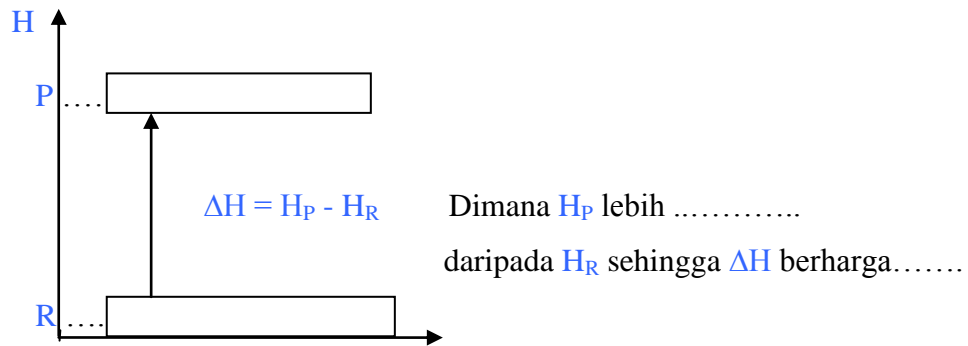 H
P ....
ΔH = HP - HR
Dimana HP lebih ............
daripada HR sehingga ΔH berharga.......
R ....